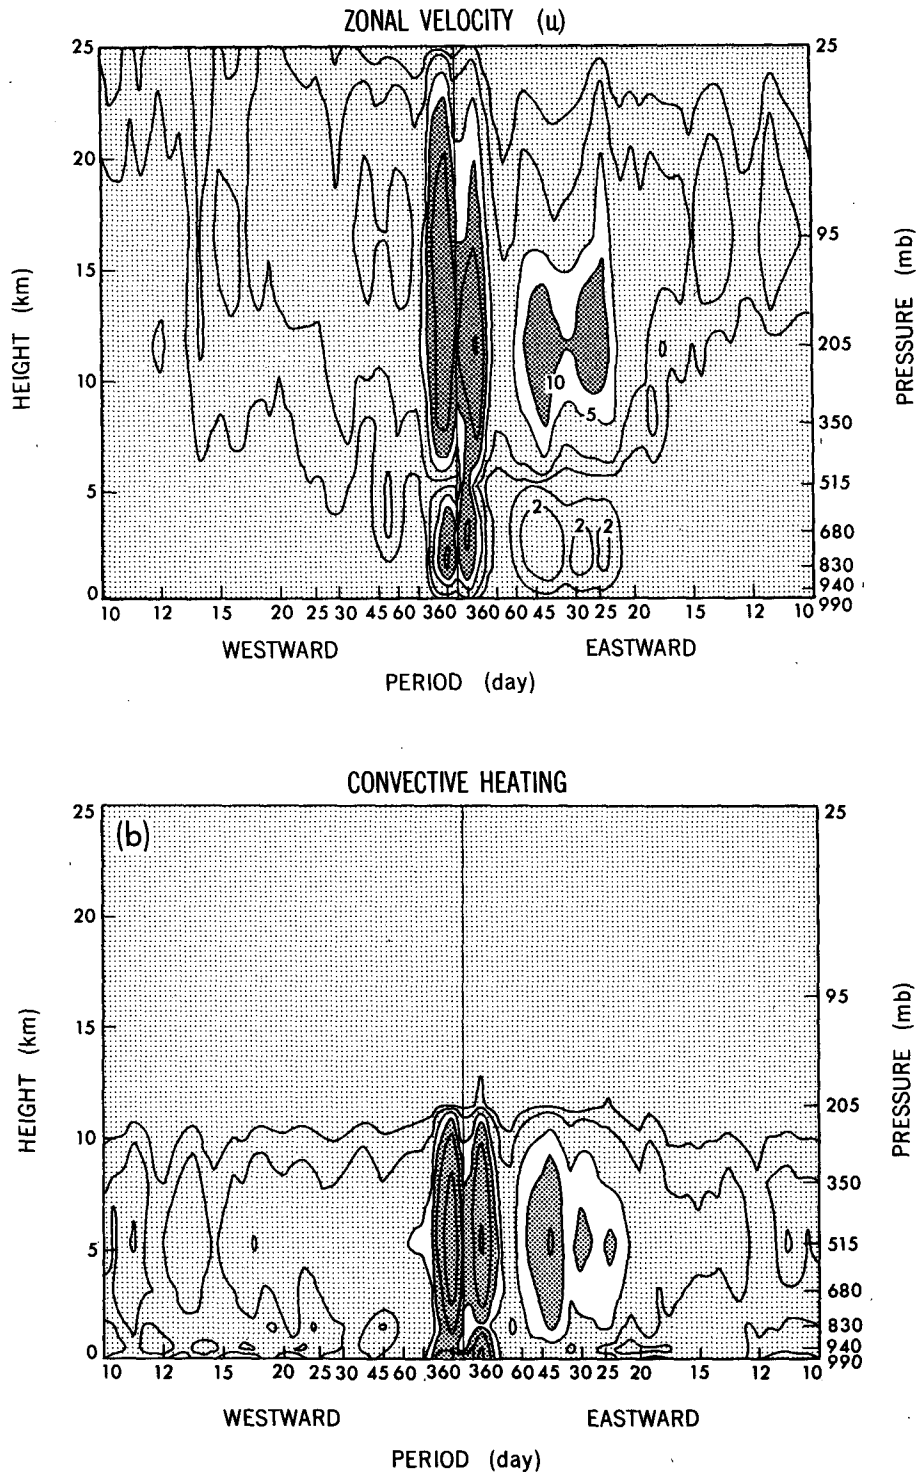 ZONAL VELOCITY (u)
25
20
15
10
5
0
HEIGHT (km)
25
95
205
350
515
680
830
940
990
PRESSURE (mb)
10
5
2 2 2
10 12 15 20 25 30 45 60 360 360 60 45 30 25 20 15 12 10
WESTWARD EASTWARD
PERIOD (day)
CONVECTIVE HEATING
(b)
25
20
15
10
5
0
HEIGHT (km)
25
95
205
350
515
680
830
940
990
PRESSURE (mb)
10 12 15 20 25 30 45 60 360 360 60 45 30 25 20 15 12 10
WESTWARD EASTWARD
PERIOD (day)